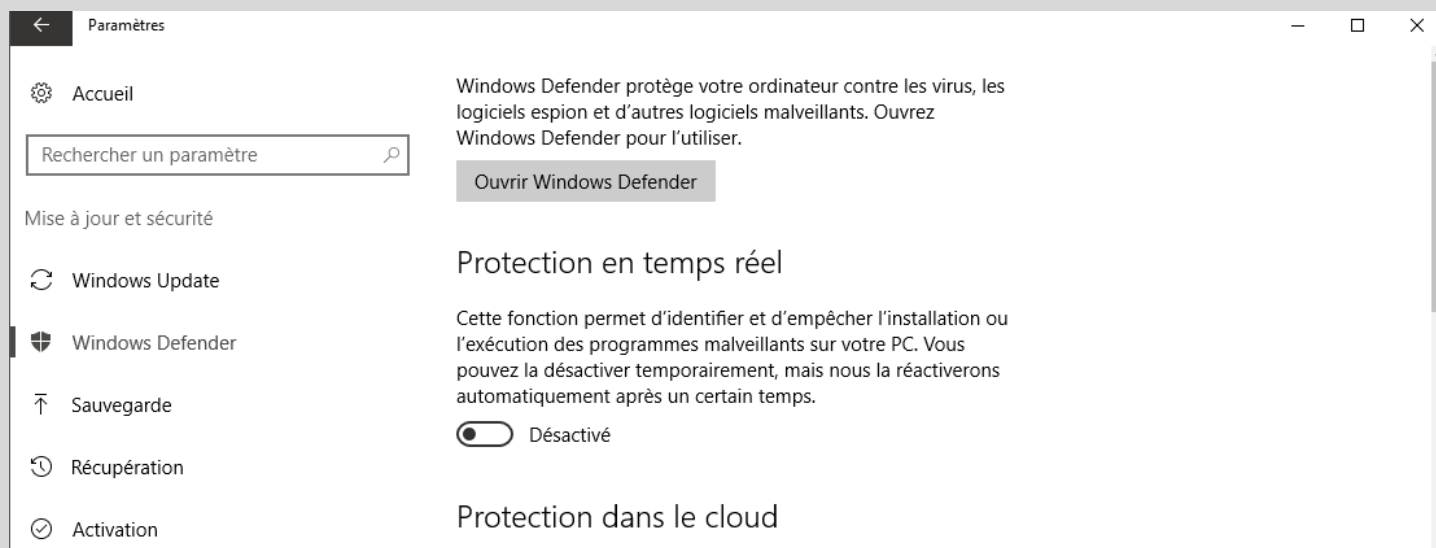 Paramètres
Accueil
Rechercher un paramètre
Mise à jour et sécurité
Windows Update
Windows Defender
Sauvegarde
Récupération
Activation
Windows Defender protège votre ordinateur contre les virus, les
logiciels espion et d'autres logiciels malveillants. Ouvrez
Windows Defender pour l'utiliser.
Ouvrir Windows Defender
Protection en temps réel
Cette fonction permet d'identifier et d'empêcher l'installation ou
l'exécution des programmes malveillants sur votre PC. Vous
pouvez la désactiver temporairement, mais nous la réactiverons
automatiquement après un certain temps.
Désactivé
Protection dans le cloud